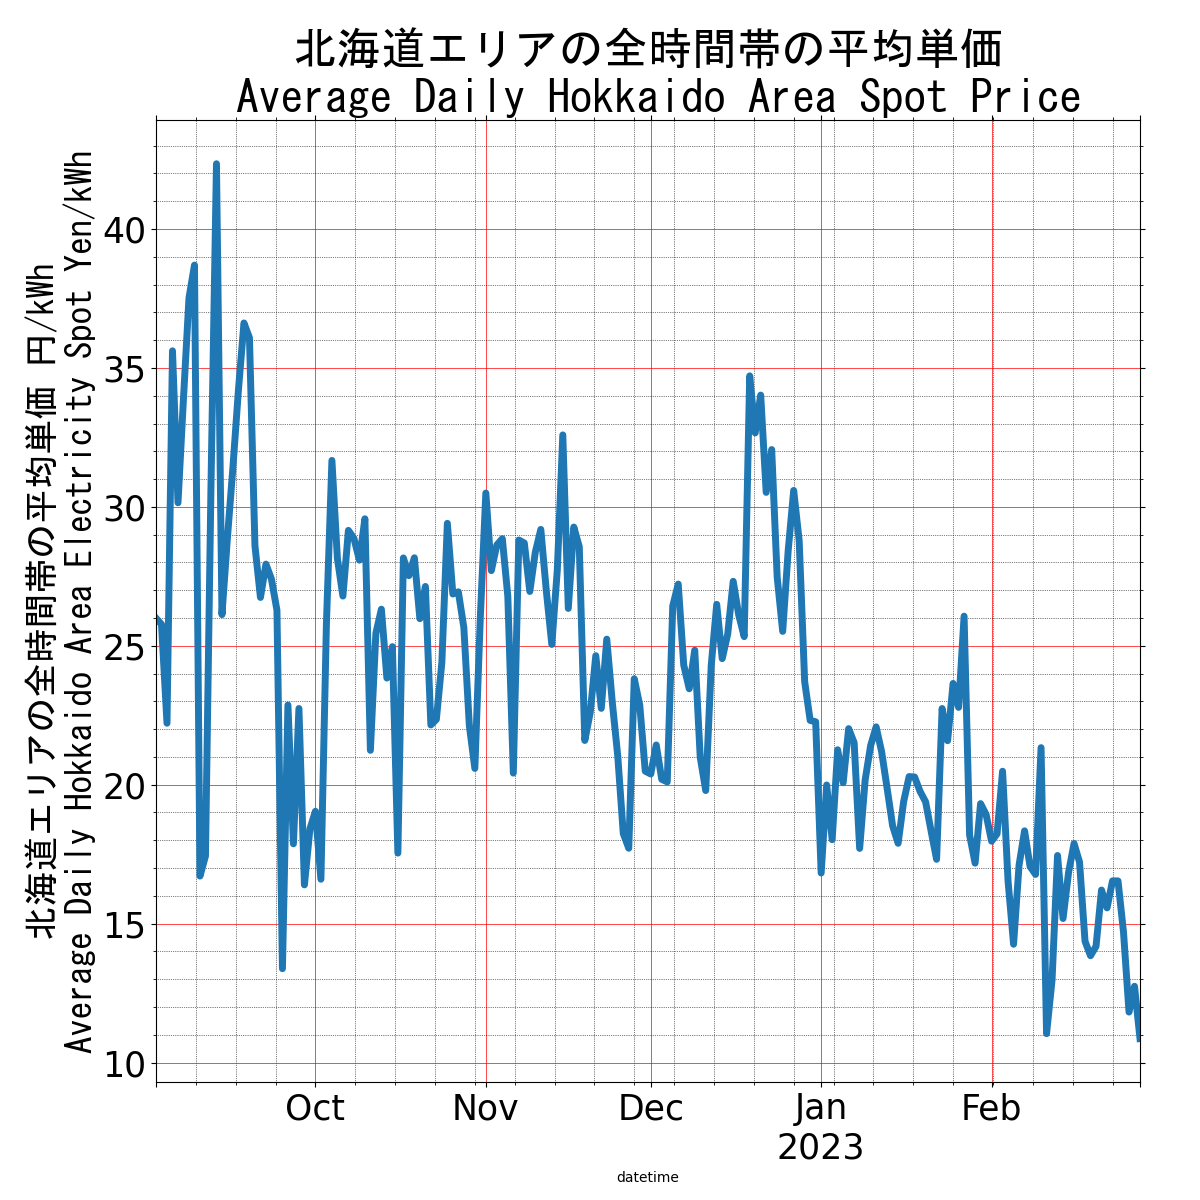 北海道エリアの全時間帯の平均単価
Average Daily Hokkaido Area Spot Price
北海道エリアの全時間帯の平均単価 円/kWh
Average Daily Hokkaido Area Electricity Spot Yen/kWh
40
35
30
25
20
15
10
Oct
Nov
Dec
Jan
2023
Feb
datetime